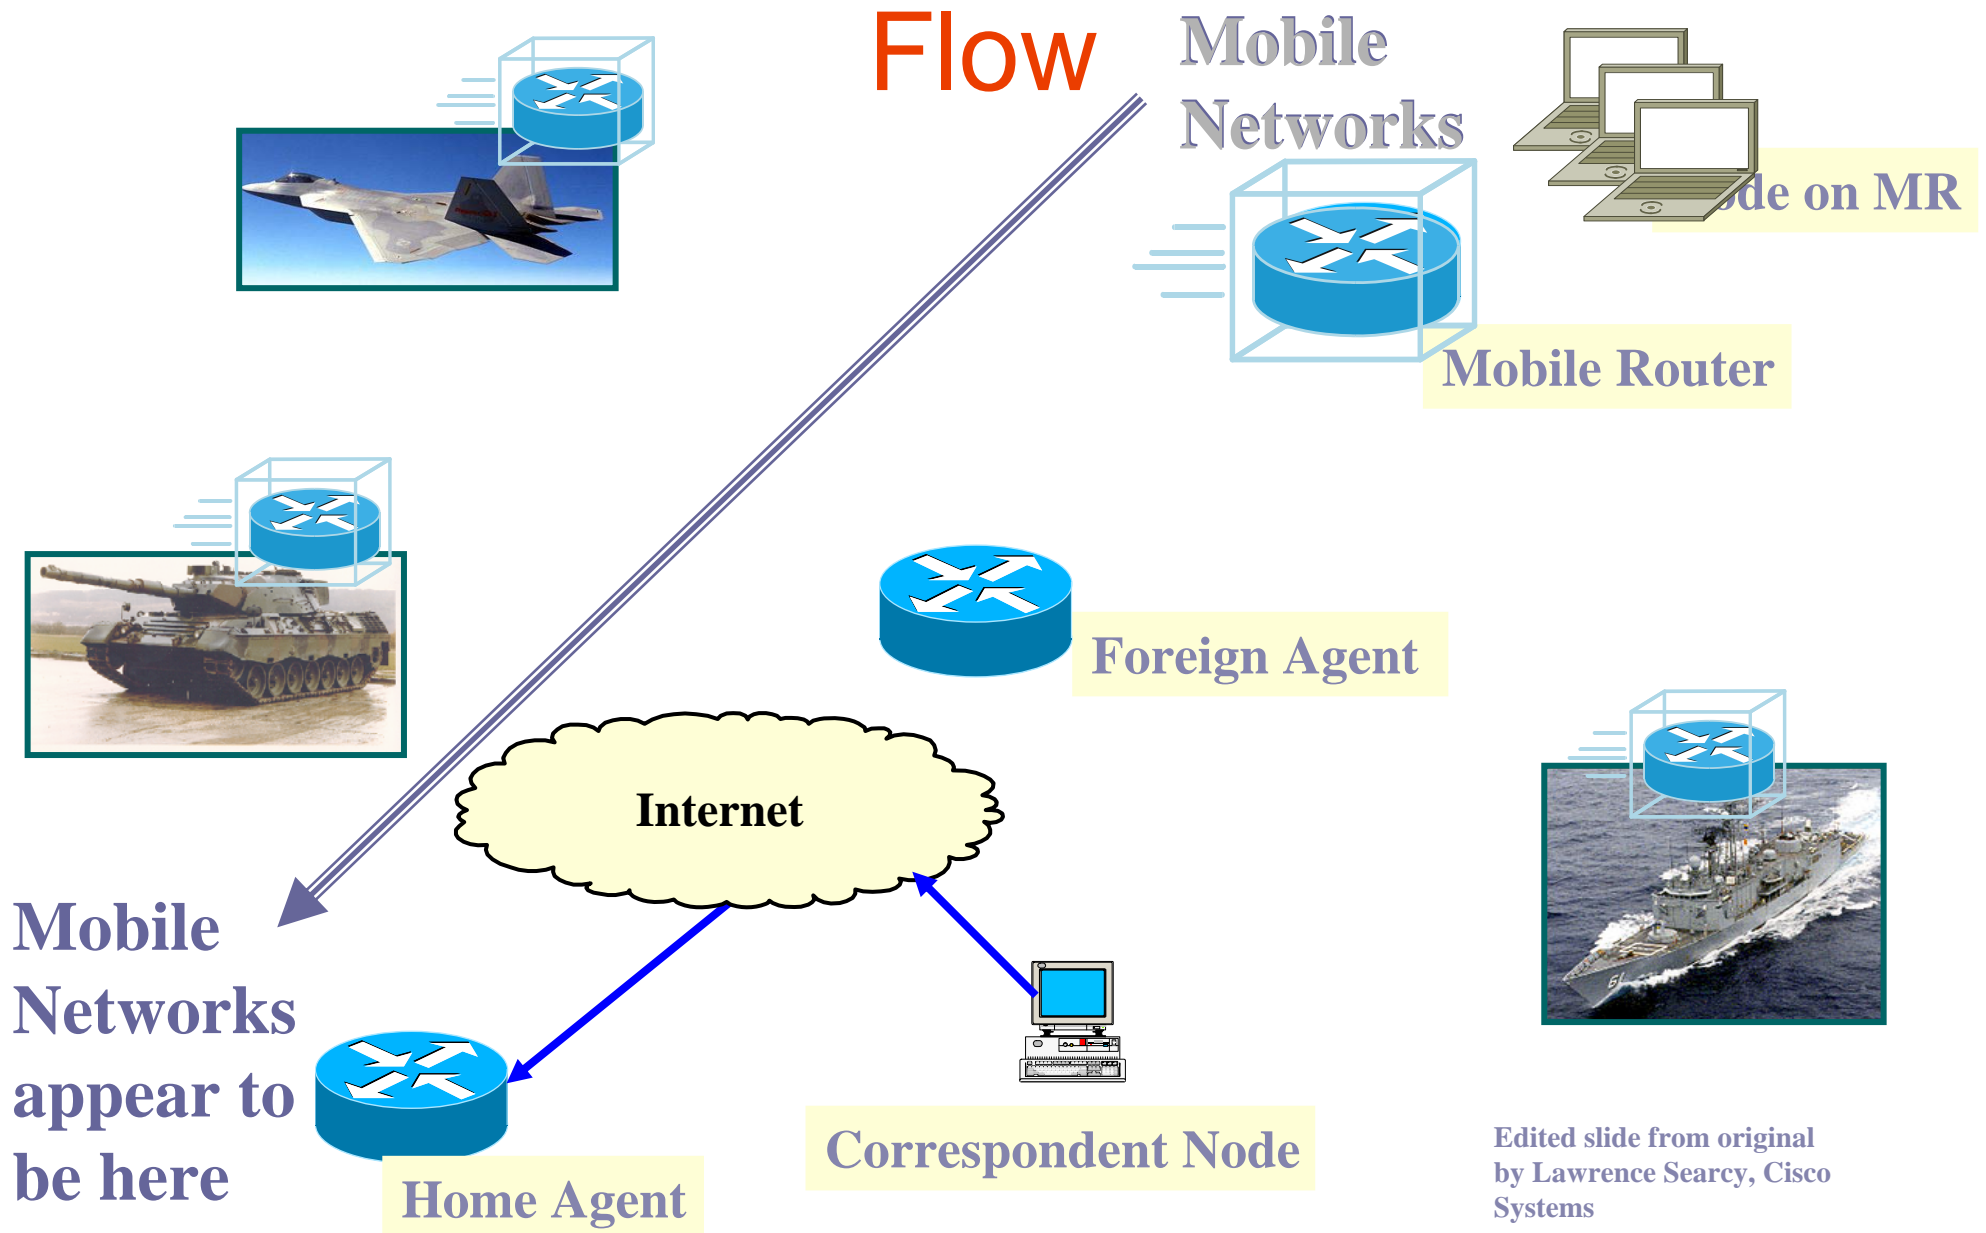 Flow
Mobile
Networks
de on MR
Mobile Router
Foreign Agent
Internet
Mobile
Networks
appear to
be here
Home Agent
Correspondent Node
Edited slide from original
by Lawrence Searcy, Cisco
Systems
61